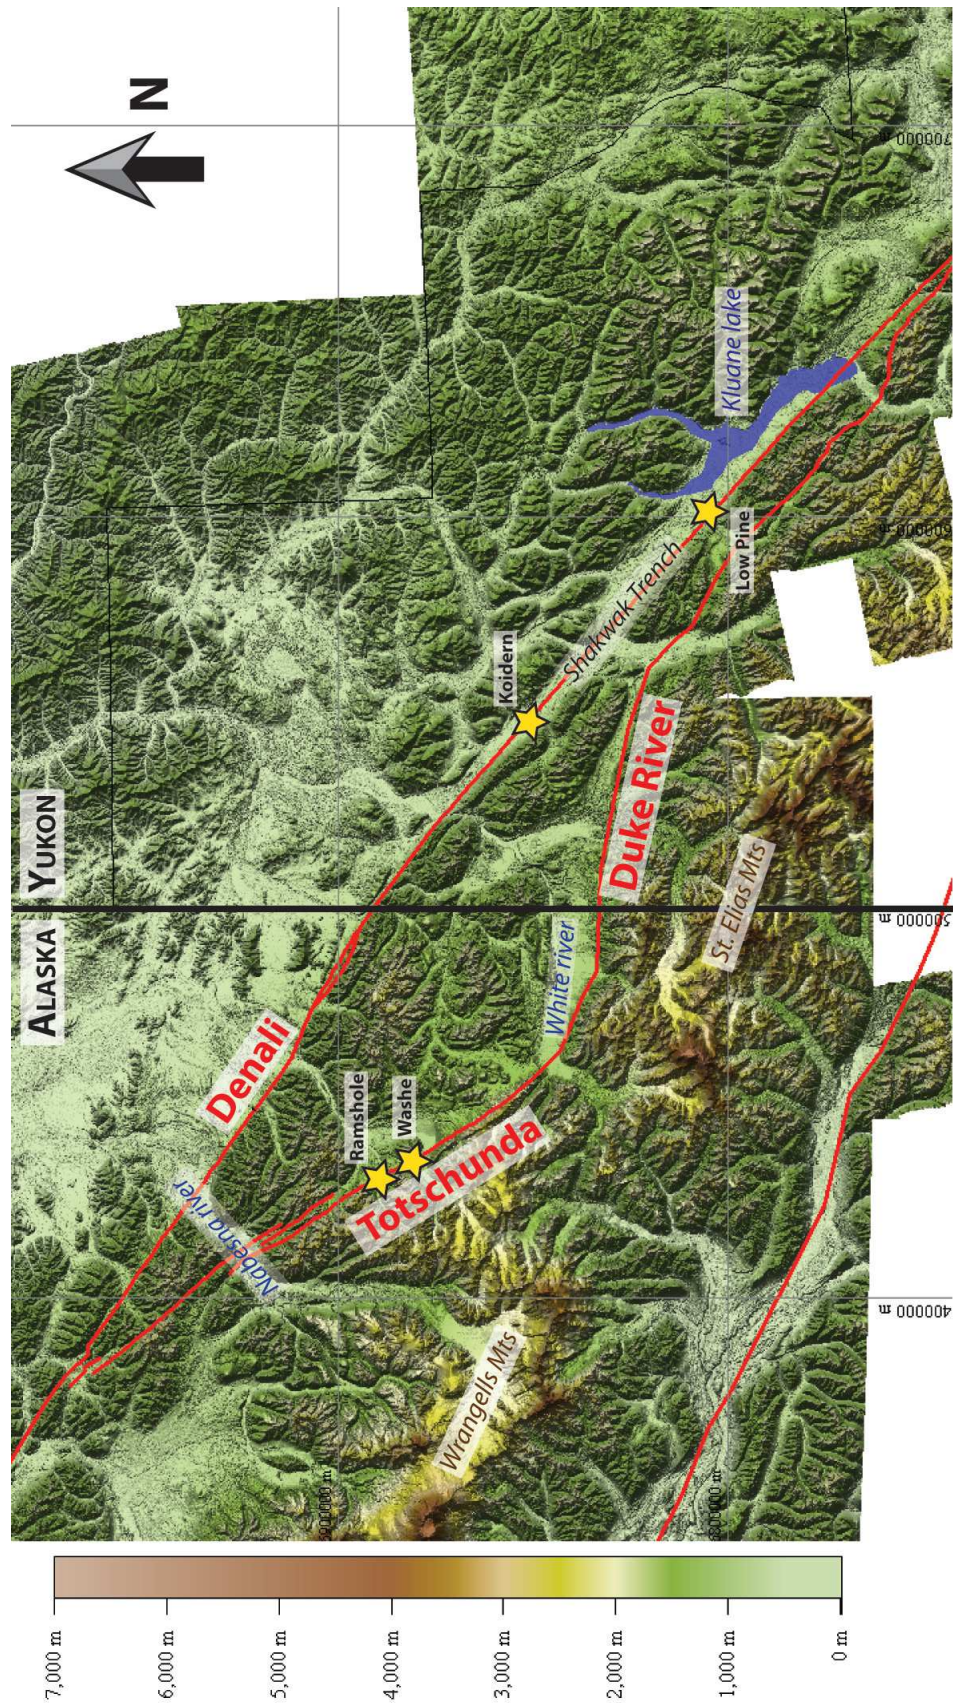 7,000 m
6,000 m
5,000 m
4,000 m
3,000 m
2,000 m
1,000 m
0 m
ALASKA
YUKON
N
Denali
Nabesna river
Ramshole
Washe
Totschunda
White river
Wrangells Mts
St. Elias Mts
Duke River
Koidern
Shakwak Trench
Low Pine
Kluane lake
400000 m
500000 m
600000 m
700000 m